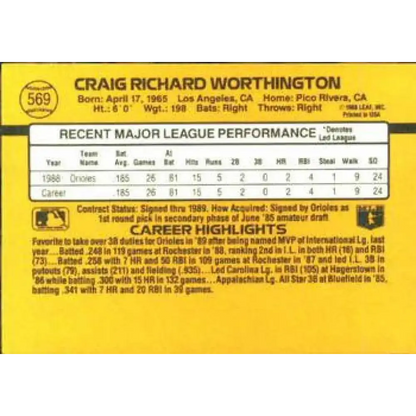 569
CRAIG RICHARD WORTHINGTON
Born: April 17, 1965 Los Angeles, CA Home: Pico Rivera, CA
Ht.: 6'0" Wgt.: 198 Bats: Right Throws: Right
© 1988 LEAF, INC.
Printed in USA
RECENT MAJOR LEAGUE PERFORMANCE *Denotes Led League
Year Team Name Bat. Avg. Games At Bat Hits Runs 2B 3B HR RBI Steal Walk SO
1988 Orioles .185 26 81 15 5 2 0 2 4 1 9 24
Career .185 26 81 15 5 2 0 2 4 1 9 24
Contract Status: Signed thru 1989. How Acquired: Signed as
1st round pick in secondary phase of June '85 amateur draft
CAREER HIGHLIGHTS
Favorite to take over 3B duties for Orioles in '89 after being named MVP of International Lg. last
year--Batted .248 in 119 games at Rochester in '88, ranking 2nd in I.L. in both HR (16) and RBI
(73)...Batted .258 with 7 HR and 50 RBI in 109 games at Rochester in '87 and led I.L. 3B in
putouts (79), assists (211) and fielding (.935)...Led Carolina Lg. in RBI (105) at Hagerstown in
'86 while batting .300 with 15 HR in 132 games...Appalachian Lg. All Star 3B at Bluefield in '85,
batting .341 with 7 HR and 20 RBI in 39 games.